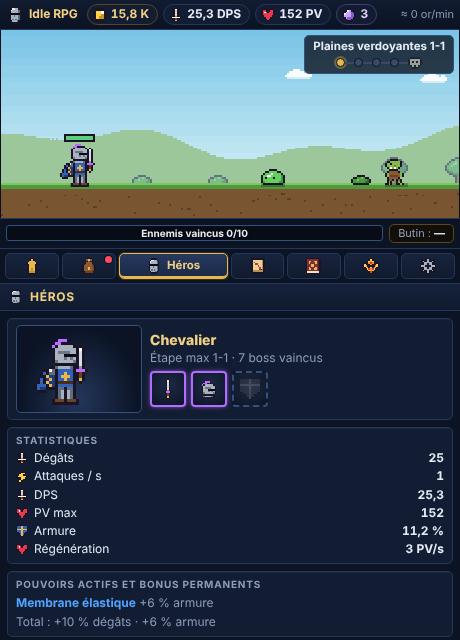 Idle RPG 15,8 K 25,3 DPS 152 PV 3 ≈ 0 or/min
Plaines verdoyantes 1-1
Ennemis vaincus 0/10 Butin : —
Héros
HÉROS
Chevalier
Étape max 1-1 · 7 boss vaincus
STATISTIQUES
Dégâts 25
Attaques / s 1
DPS 25,3
PV max 152
Armure 11,2 %
Régénération 3 PV/s
POUVOIRS ACTIFS ET BONUS PERMANENTS
Membrane élastique +6 % armure
Total : +10 % dégâts · +6 % armure